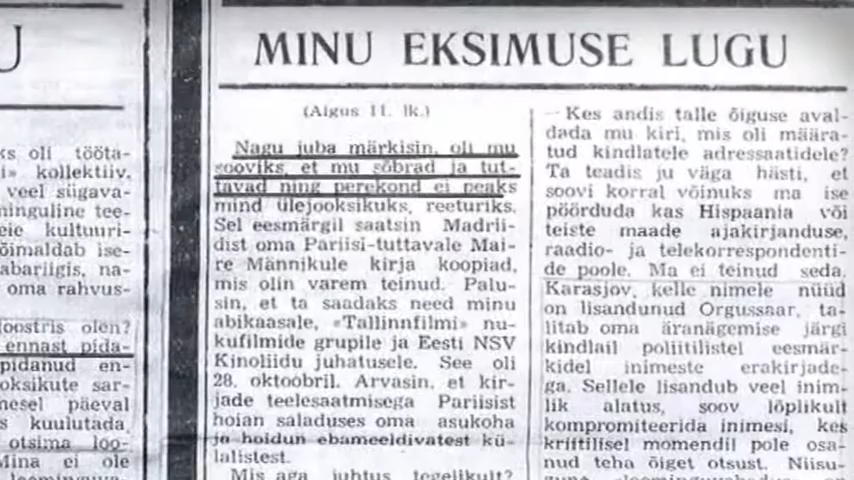 U
ks oli tööta-
i» kollektiiv.
veel sügava-
ninguline tee-
eie kultuuri-
õimaldab ise-
abariigis, na-
oma rahvus-
loostris olen?
ennast pida-
pidanud en-
oksikute sar-
nesel päeval
s kuulutada
otsima loo-
Mina ei ole
MINU EKSIMUSE LUGU
(Algus 11. lk.)
Nagu juba märkisin, oli mu
sooviks, et mu sõbrad ja tut-
tavad ning perekond ei peaks
mind ülejooksikuks, reeturiks.
Sel eesmärgil saatsin Madrii-
dist oma Pariisi-tuttavale Mai-
re Männikule kirja koopiad,
mis olin varem teinud. Palu-
sin, et ta saadaks need minu
abikaasale, «Tallinnfilmi» nu-
kufilmide grupile ja Eesti NSV
Kinoliidu juhatusele. See oli
28. oktoobril. Arvasin, et kir-
jade teelesaatmisega Pariisist
hoian saladuses oma asukoha
ja hoidun ebameeldivatest kü-
lalistest.
Mis aga juhtus tegelikult?
— Kes andis talle õiguse aval-
dada mu kiri, mis oli määra-
tud kindlatele adressaatidele?
Ta teadis ju väga hästi, et
soovi korral võinuks ma ise
pöörduda kas Hispaania või
teiste maade ajakirjanduse,
raadio- ja telekorrespondenti-
de poole. Ma ei teinud seda.
Karasjov, kelle nimele nüüd
on lisandunud Orgussaar, ta-
litab oma äranägemise järgi
kindlail poliitilistel eesmär-
kidel inimeste erakirjade-
ga. Sellele lisandub veel inim-
lik alatus, soov lõplikult
kompromiteerida inimesi, kes
kriitilisel momendil pole osa-
nud teha õiget otsust. Niisu-